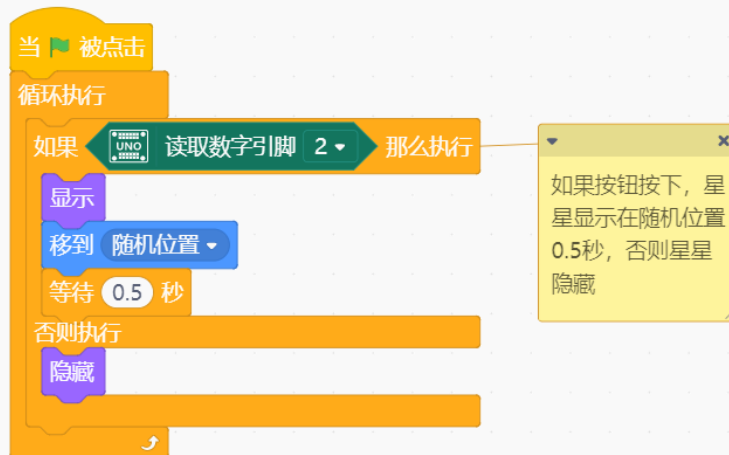 当 被点击
循环执行
如果 UNO 读取数字引脚 2 那么执行
显示
移到 随机位置
等待 0.5 秒
否则执行
隐藏
如果按钮按下，星
星显示在随机位置
0.5秒，否则星星
隐藏